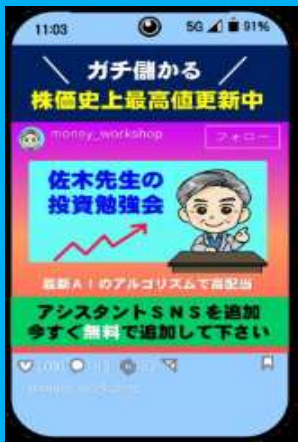 11:03
5G 91%
ガチ儲かる
株価史上最高値更新中
money_workshop
フォロー
佐木先生の
投資勉強会
最新AIのアルゴリズムで高配当
アシスタントSNSを追加
今すぐ無料で追加して下さい